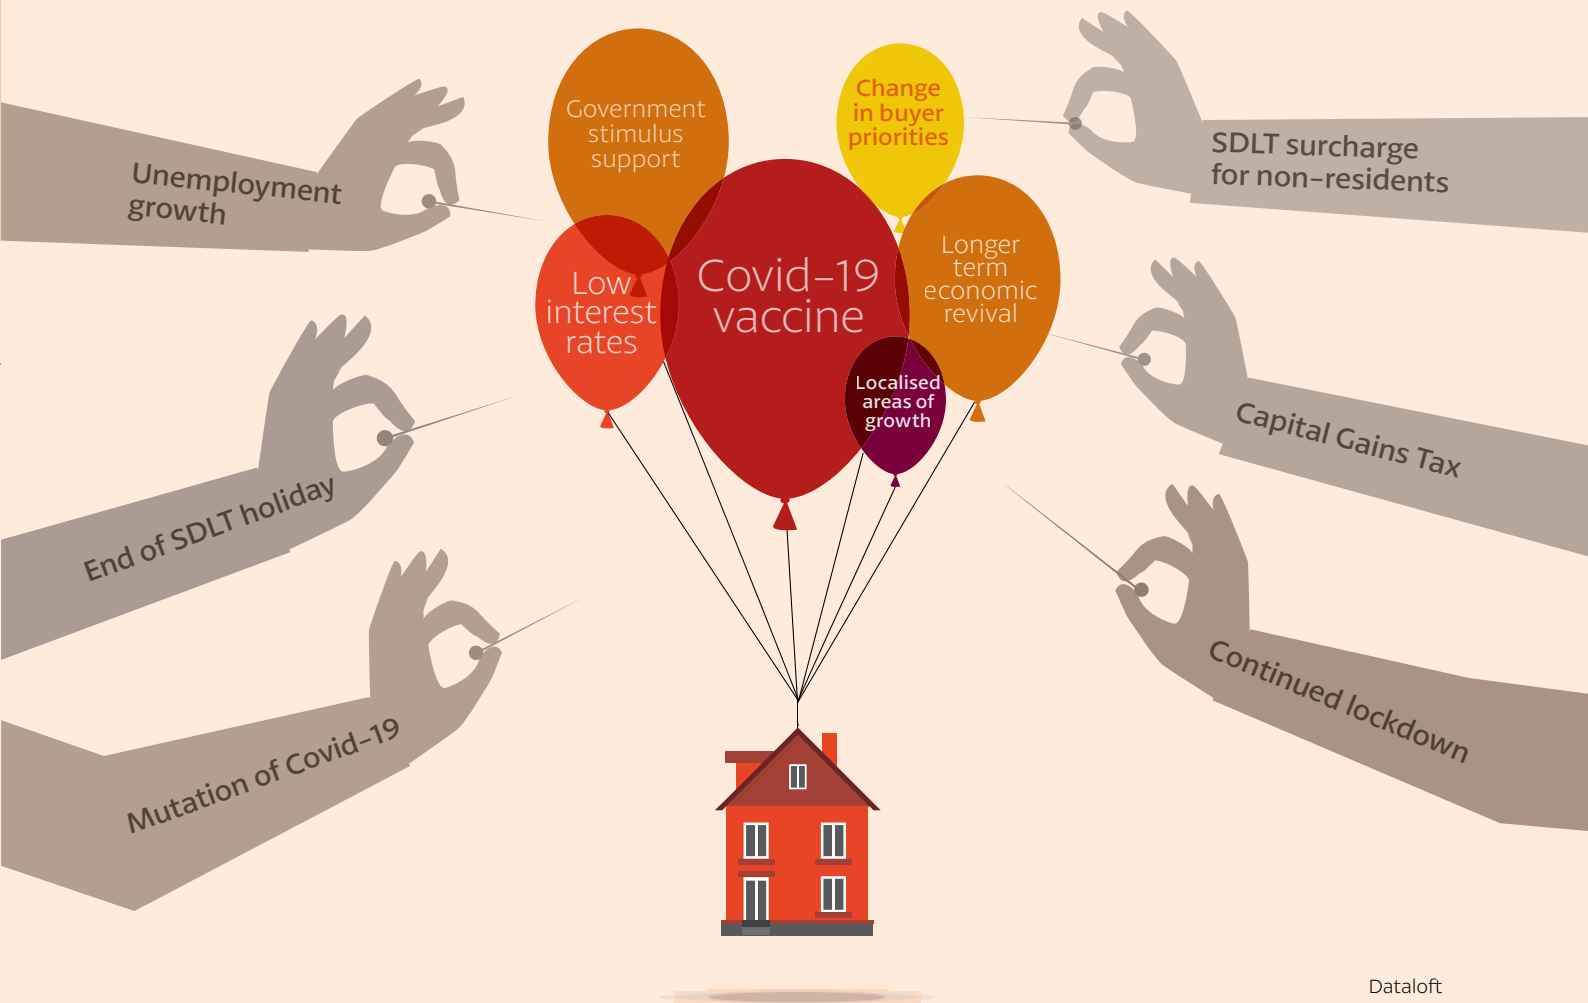 Government
stimulus
support
Change
in buyer
priorities
SDLT surcharge
for non-residents
Unemployment
growth
Low
interest
rates
Covid-19
vaccine
Longer
term
economic
revival
Localised
areas of
growth
Capital Gains Tax
End of SDLT holiday
Mutation of Covid-19
Continued lockdown
Dataloft